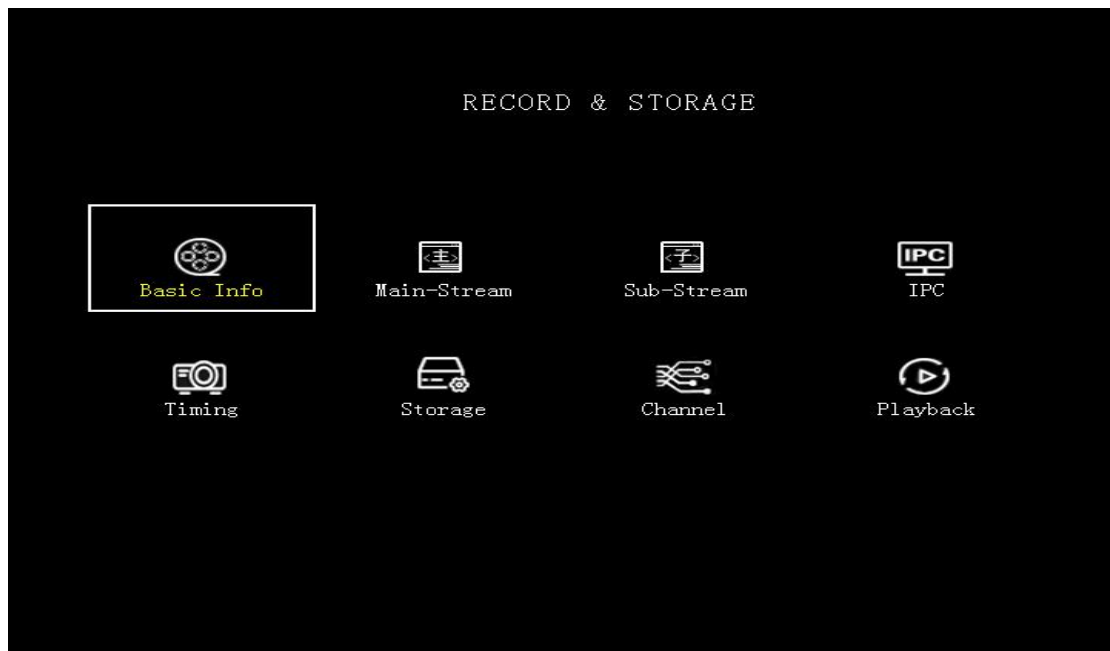 RECORD & STORAGE
<主> <子> IPC
Basic Info Main-Stream Sub-Stream IPC
Timing Storage Channel Playback